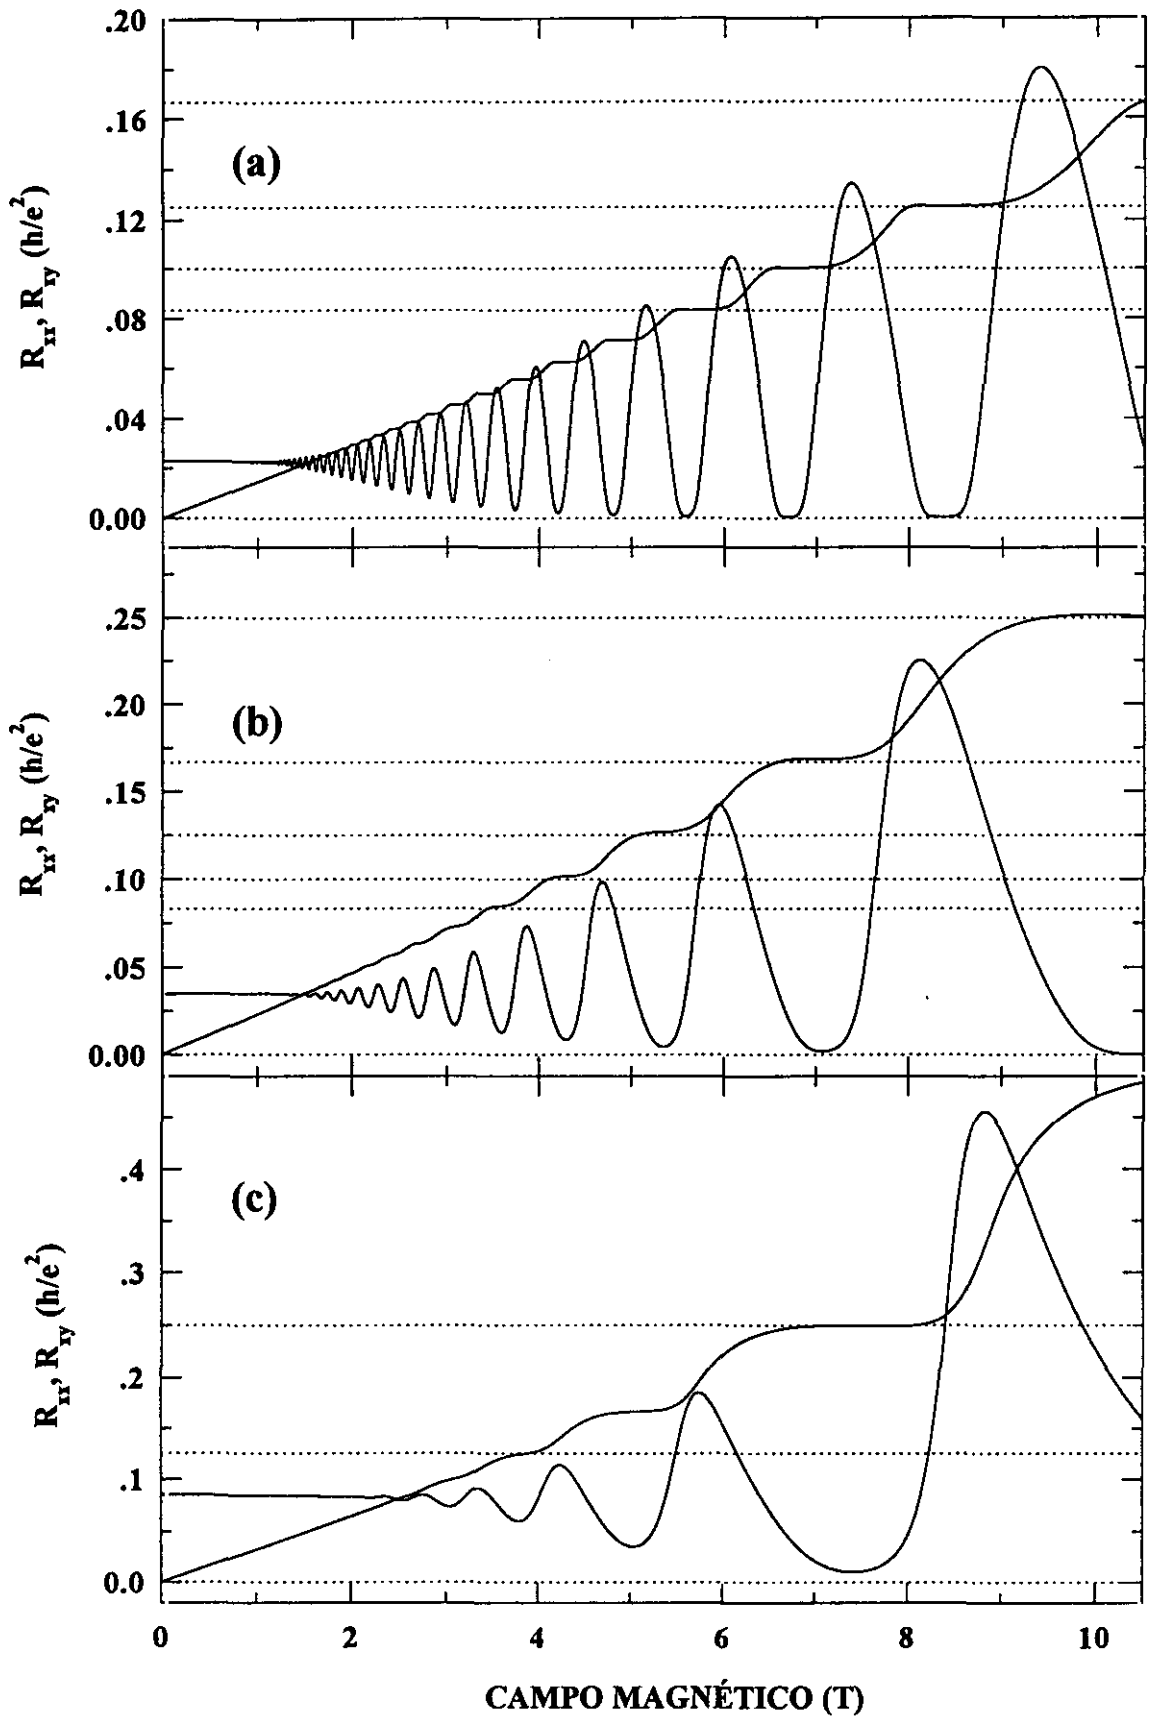 .20
.16
.12
.08
.04
0.00
(a)
R_xx, R_xy (h/e^2)
.25
.20
.15
.10
.05
0.00
(b)
R_xx, R_xy (h/e^2)
.4
.3
.2
.1
0.0
(c)
R_xx, R_xy (h/e^2)
0 2 4 6 8 10
CAMPO MAGNÉTICO (T)